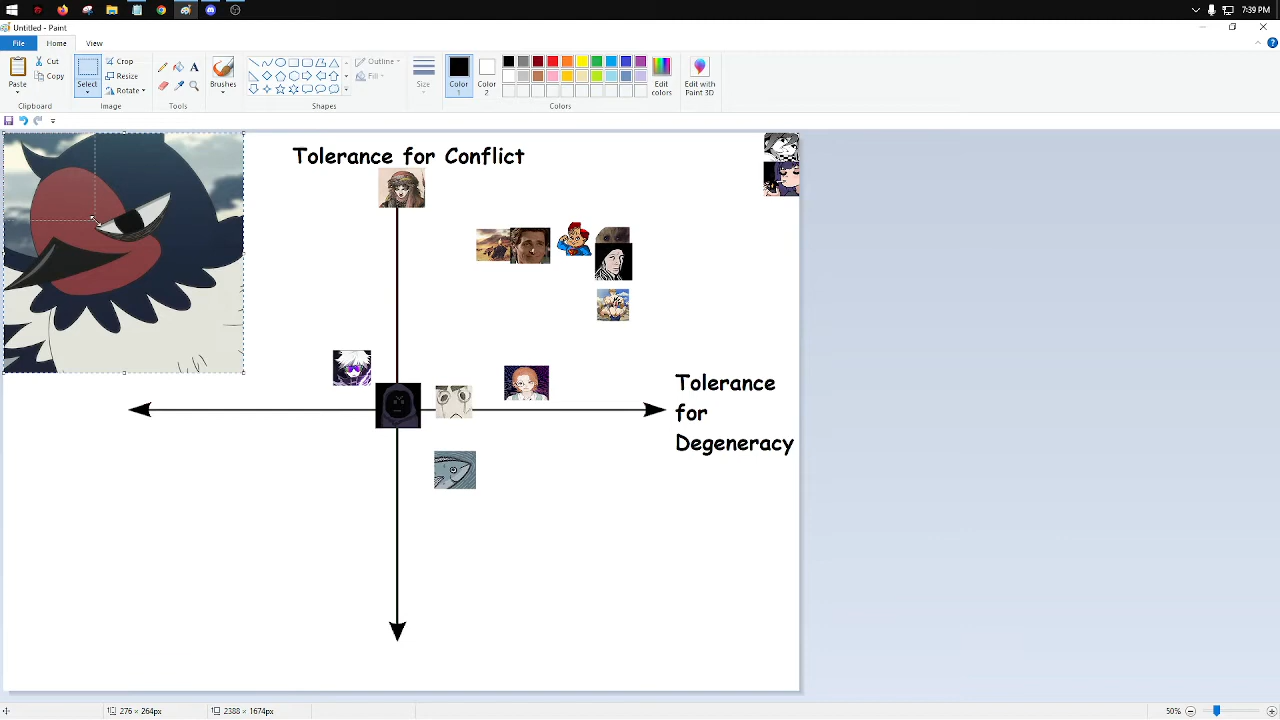 7:39 PM
Untitled - Paint
File
Home
View
Paste
Clipboard
Cut
Copy
Select
Crop
Resize
Rotate
Image
A
Tools
Brushes
Outline
Fill
Shapes
Size
Color
1
Color
2
Edit
colors
Colors
Edit with
Paint 3D
Tolerance for Conflict
Tolerance
for
Degeneracy
276 × 264px
2388 × 1674px
50%